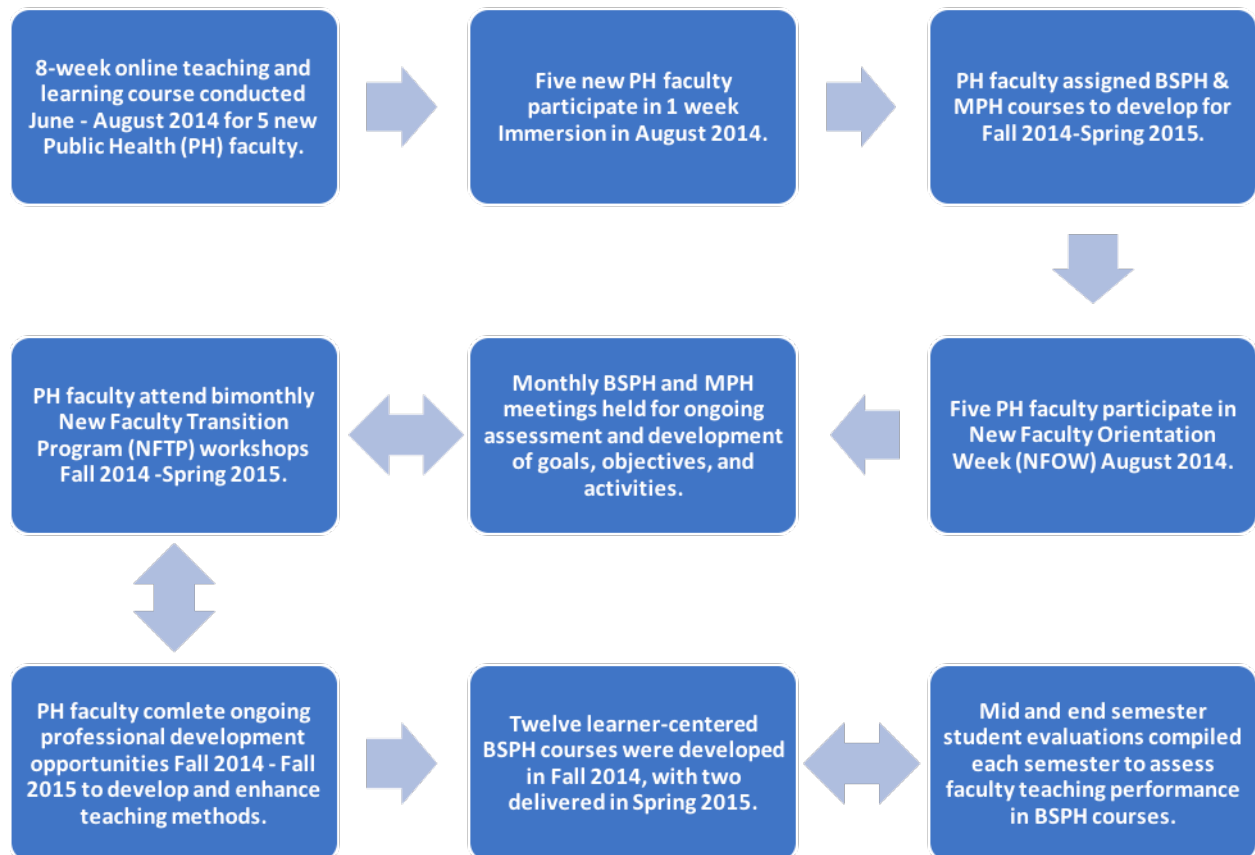 8-week online teaching and
learning course conducted
June - August 2014 for 5 new
Public Health (PH) faculty.
Five new PH faculty
participate in 1 week
Immersion in August 2014.
PH faculty assigned BSPH &
MPH courses to develop for
Fall 2014-Spring 2015.
Five PH faculty participate in
New Faculty Orientation
Week (NFOW) August 2014.
Monthly BSPH and MPH
meetings held for ongoing
assessment and development
of goals, objectives, and
activities.
PH faculty attend bimonthly
New Faculty Transition
Program (NFTP) workshops
Fall 2014 -Spring 2015.
PH faculty comlete ongoing
professional development
opportunities Fall 2014 - Fall
2015 to develop and enhance
teaching methods.
Twelve learner-centered
BSPH courses were developed
in Fall 2014, with two
delivered in Spring 2015.
Mid and end semester
student evaluations compiled
each semester to assess
faculty teaching performance
in BSPH courses.